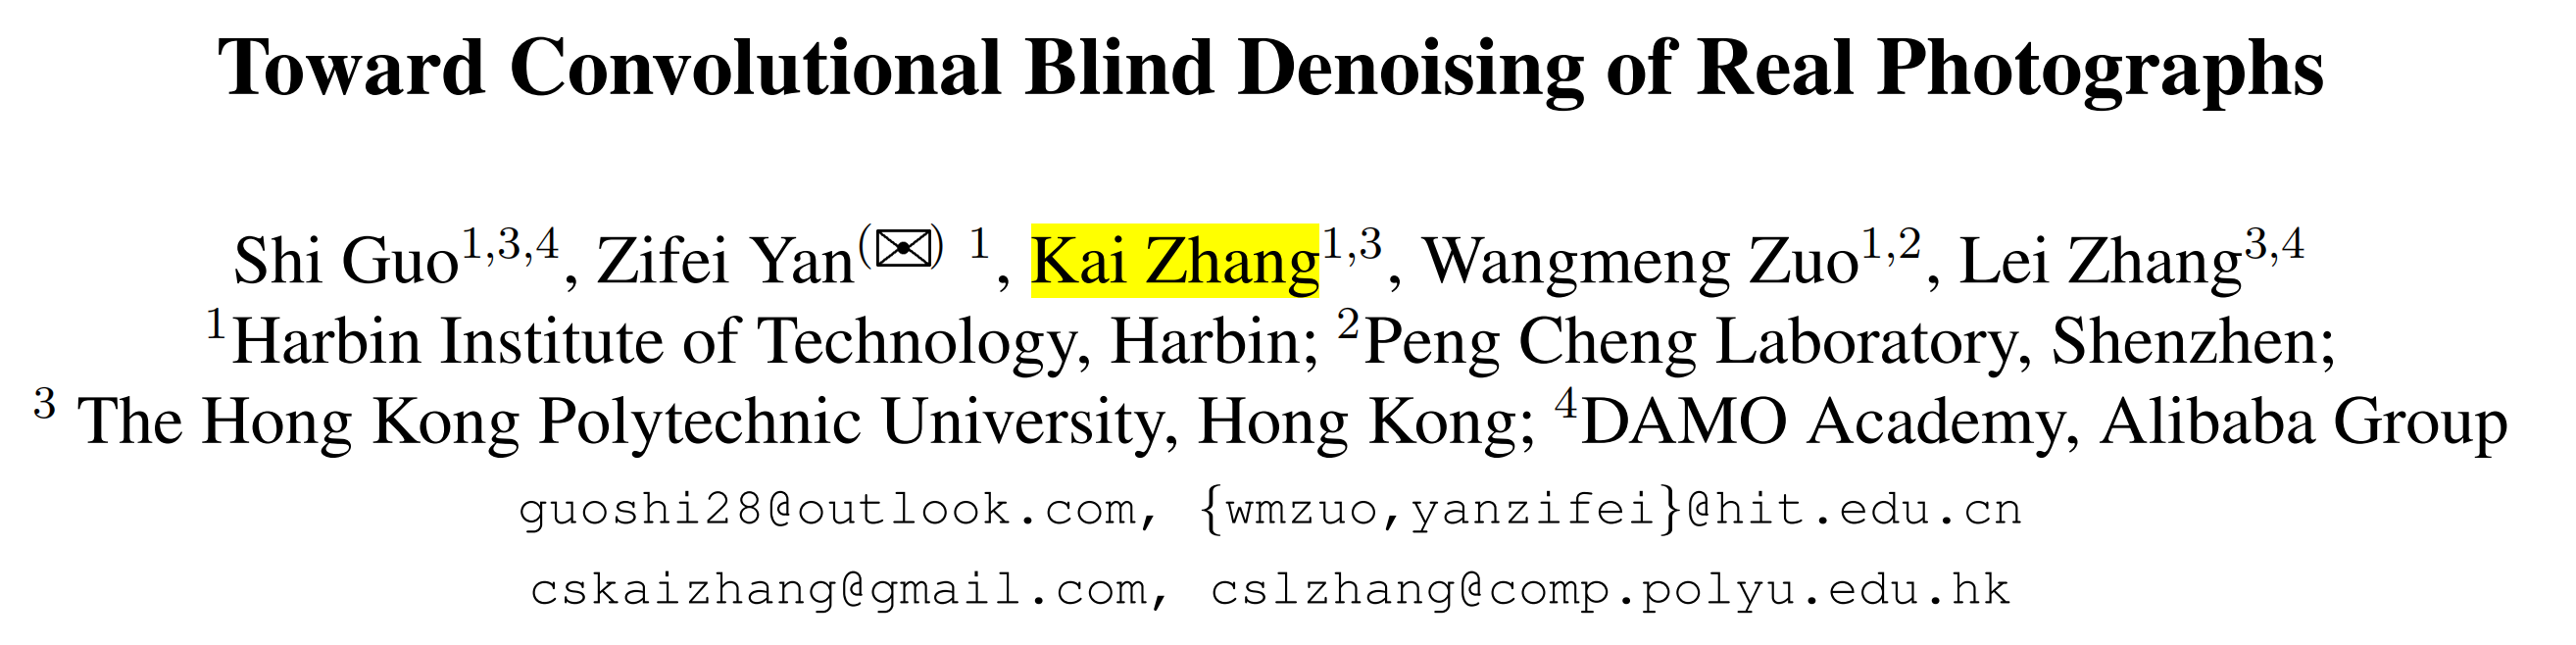 Toward Convolutional Blind Denoising of Real Photographs
Shi Guo1,3,4, Zifei Yan(✉) 1, Kai Zhang1,3, Wangmeng Zuo1,2, Lei Zhang3,4
1Harbin Institute of Technology, Harbin; 2Peng Cheng Laboratory, Shenzhen;
3 The Hong Kong Polytechnic University, Hong Kong; 4DAMO Academy, Alibaba Group
guoshi28@outlook.com, {wmzuo,yanzifei}@hit.edu.cn
cskaizhang@gmail.com, cslzhang@comp.polyu.edu.hk